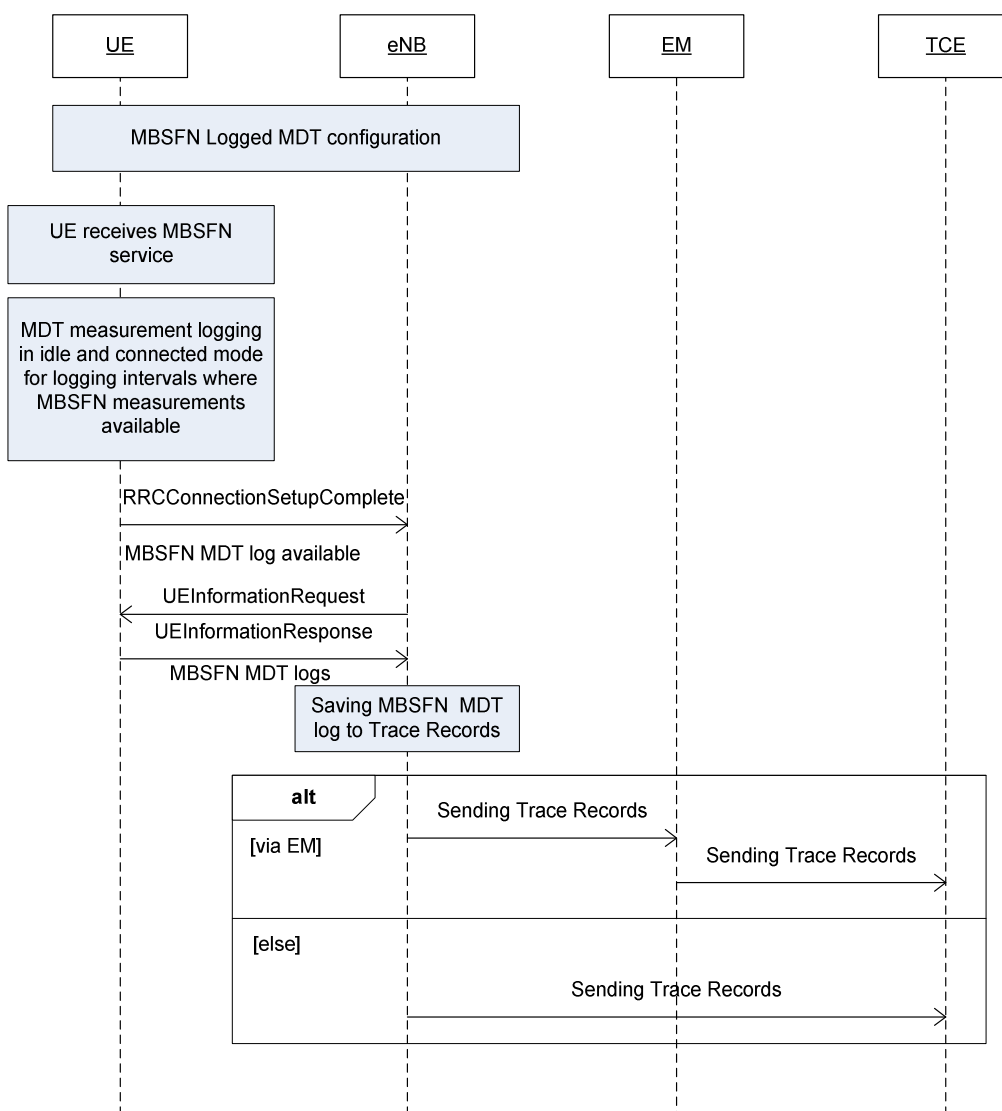 UE
eNB
EM
TCE
MBSFN Logged MDT configuration
UE receives MBSFN
service
MDT measurement logging
in idle and connected mode
for logging intervals where
MBSFN measurements
available
RRCConnectionSetupComplete
MBSFN MDT log available
UEInformationRequest
UEInformationResponse
MBSFN MDT logs
Saving MBSFN MDT
log to Trace Records
alt
Sending Trace Records
[via EM]
Sending Trace Records
[else]
Sending Trace Records